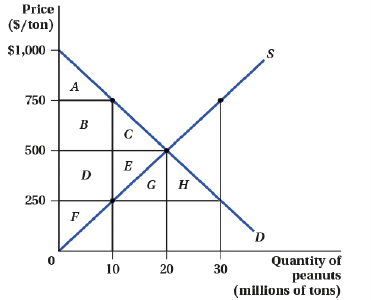 Price
($/ton)
$1,000
S
A
750
B
C
500
E
D
G
H
250
F
D
0
10
20
30
Quantity of
peanuts
(millions of tons)